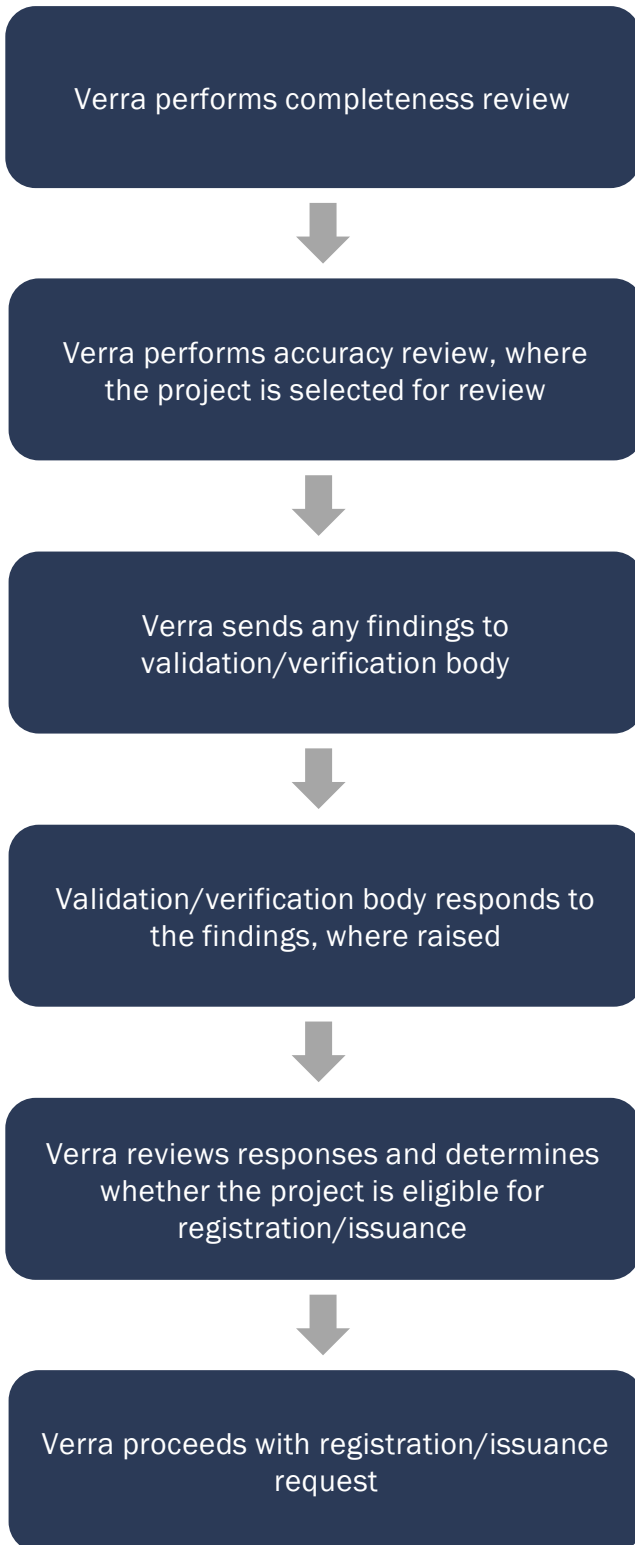 Verra performs completeness review
Verra performs accuracy review, where
the project is selected for review
Verra sends any findings to
validation/verification body
Validation/verification body responds to
the findings, where raised
Verra reviews responses and determines
whether the project is eligible for
registration/issuance
Verra proceeds with registration/issuance
request